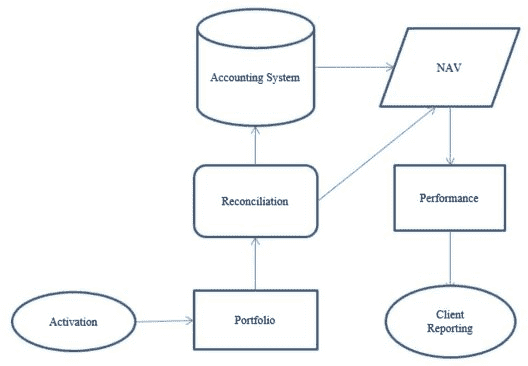 Accounting System
NAV
Reconciliation
Performance
Activation
Portfolio
Client
Reporting